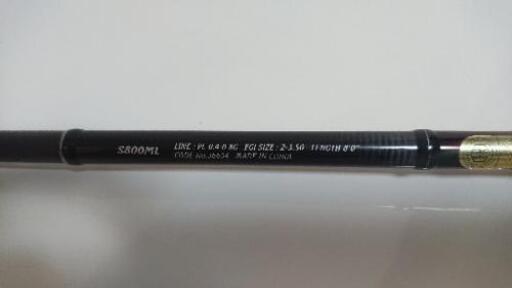 S800ML
LINE : PE 0.4-0.8G EGI SIZE : 2-3.5G LENGTH 8'0"
CODE No.36654 MADE IN CHINA